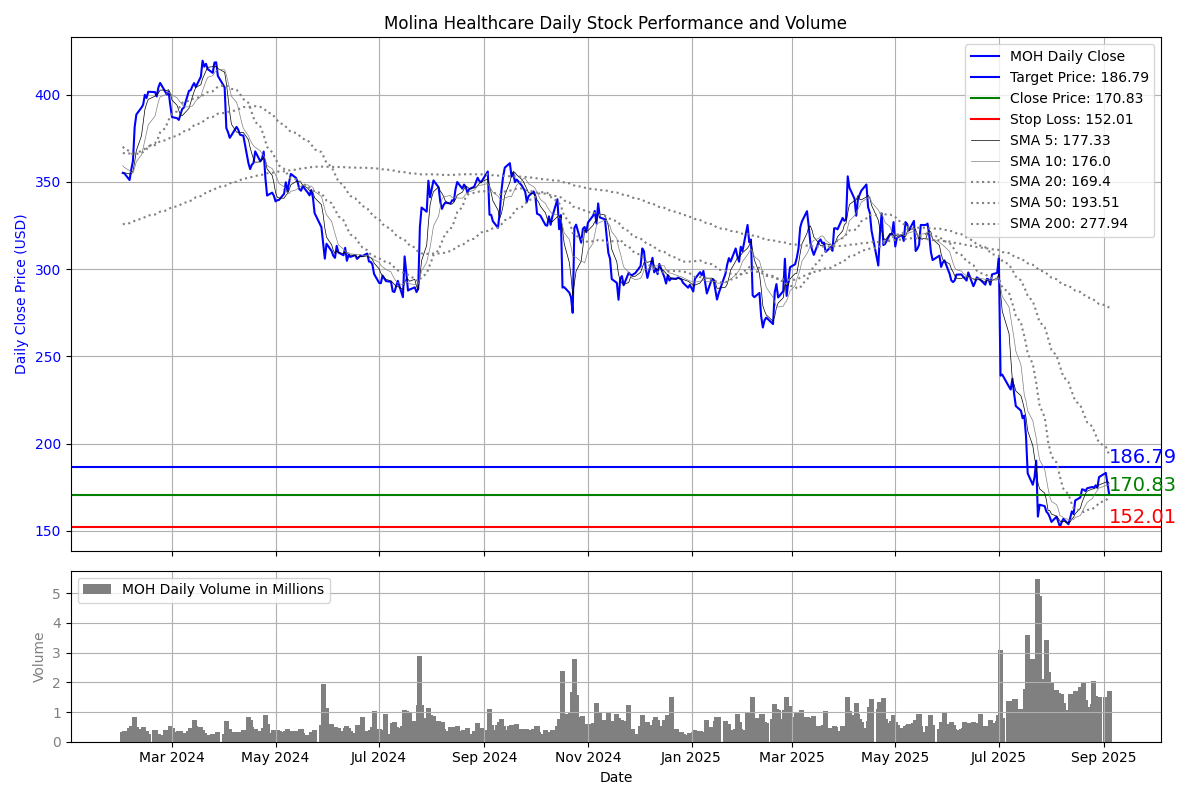 Molina Healthcare Daily Stock Performance and Volume
Daily Close Price (USD)
400
350
300
250
200
150
MOH Daily Close
Target Price: 186.79
Close Price: 170.83
Stop Loss: 152.01
SMA 5: 177.33
SMA 10: 176.0
SMA 20: 169.4
SMA 50: 193.51
SMA 200: 277.94
186.79
170.83
152.01
MOH Daily Volume in Millions
Volume
5
4
3
2
1
0
Mar 2024
May 2024
Jul 2024
Sep 2024
Nov 2024
Jan 2025
Mar 2025
May 2025
Jul 2025
Sep 2025
Date